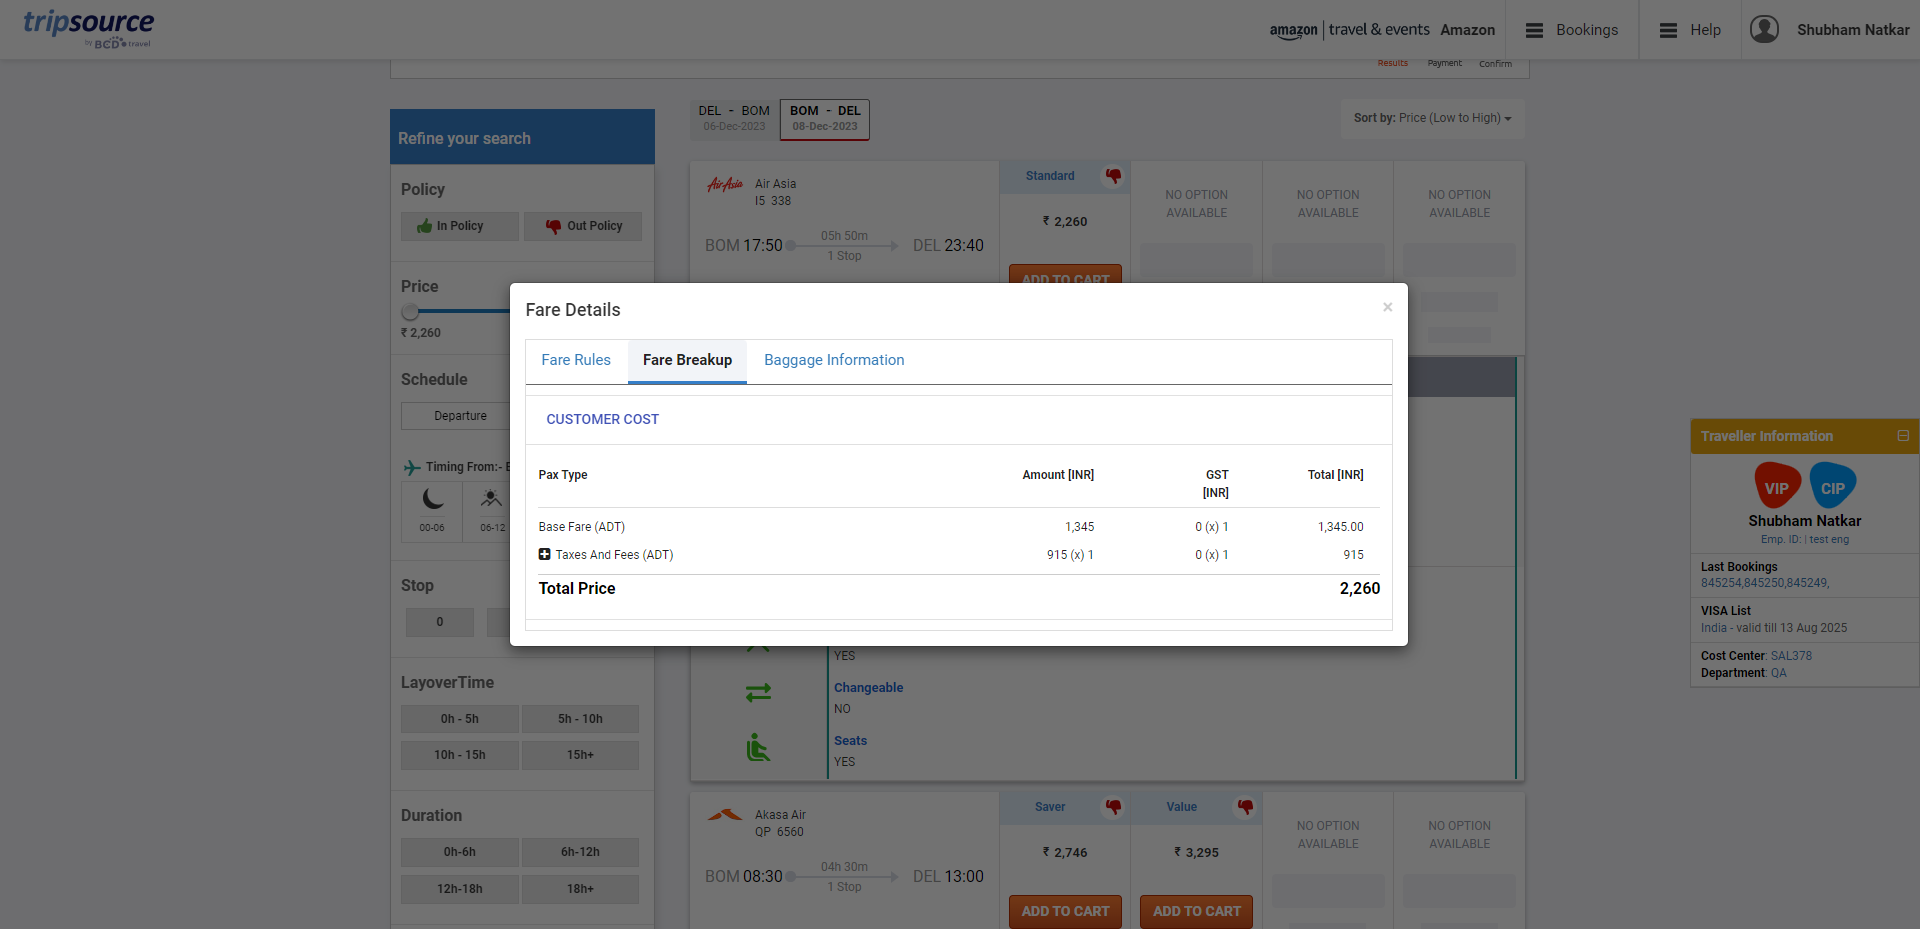 tripsource
by BCD travel
amazon | travel & events Amazon
Bookings
Help
Shubham Natkar
Results
Payment
Confirm
Refine your search
Policy
In Policy
Out Policy
Price
₹ 2,260
Schedule
Departure
Timing From:-
00-06
06-12
Stop
0
LayoverTime
0h - 5h
5h - 10h
10h - 15h
15h+
Duration
0h-6h
6h-12h
12h-18h
18h+
DEL - BOM
06-Dec-2023
BOM - DEL
08-Dec-2023
Sort by: Price (Low to High)
AirAsia
Air Asia
I5 338
BOM 17:50
05h 50m
1 Stop
DEL 23:40
Standard
₹ 2,260
ADD TO CART
NO OPTION
AVAILABLE
NO OPTION
AVAILABLE
NO OPTION
AVAILABLE
Fare Details
×
Fare Rules
Fare Breakup
Baggage Information
CUSTOMER COST
Pax Type
Amount [INR]
GST
[INR]
Total [INR]
Base Fare (ADT)
1,345
0 (x) 1
1,345.00
Taxes And Fees (ADT)
915 (x) 1
0 (x) 1
915
Total Price
2,260
YES
Changeable
NO
Seats
YES
Akasa Air
QP 6560
BOM 08:30
04h 30m
1 Stop
DEL 13:00
Saver
₹ 2,746
ADD TO CART
Value
₹ 3,295
ADD TO CART
NO OPTION
AVAILABLE
NO OPTION
AVAILABLE
Traveller Information
VIP
CIP
Shubham Natkar
Emp. ID: | test eng
Last Bookings
845254,845250,845249,
VISA List
India - valid till 13 Aug 2025
Cost Center: SAL378
Department: QA